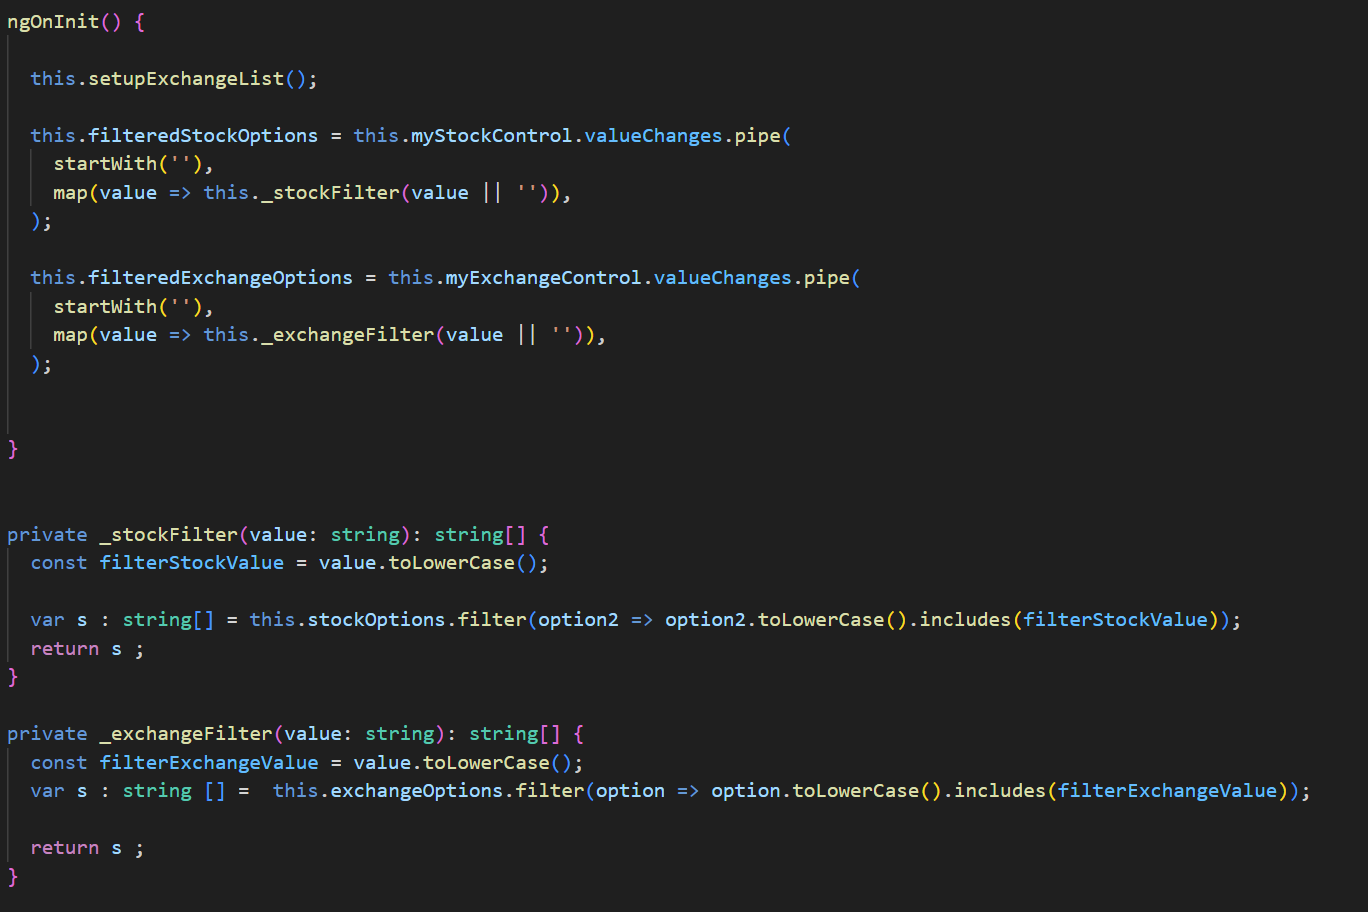 ngOnInit() {
this.setupExchangeList();
this.filteredStockOptions = this.myStockControl.valueChanges.pipe(
startWith(''),
map(value => this._stockFilter(value || '')),
);
this.filteredExchangeOptions = this.myExchangeControl.valueChanges.pipe(
startWith(''),
map(value => this._exchangeFilter(value || '')),
);
}
private _stockFilter(value: string): string[] {
const filterStockValue = value.toLowerCase();
var s : string[] = this.stockOptions.filter(option2 => option2.toLowerCase().includes(filterStockValue));
return s ;
}
private _exchangeFilter(value: string): string[] {
const filterExchangeValue = value.toLowerCase();
var s : string [] =  this.exchangeOptions.filter(option => option.toLowerCase().includes(filterExchangeValue));
return s ;
}